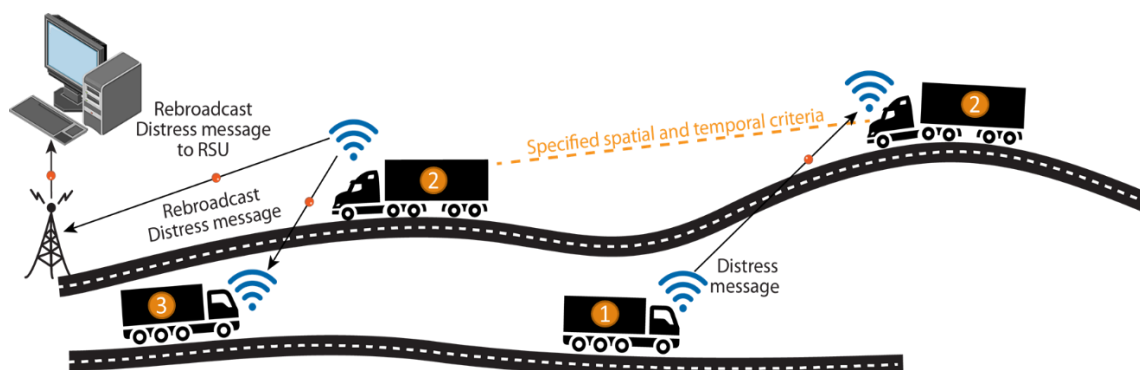 Rebroadcast
Distress message
to RSU
Rebroadcast
Distress message
2
Specified spatial and temporal criteria
2
3
1
Distress
message